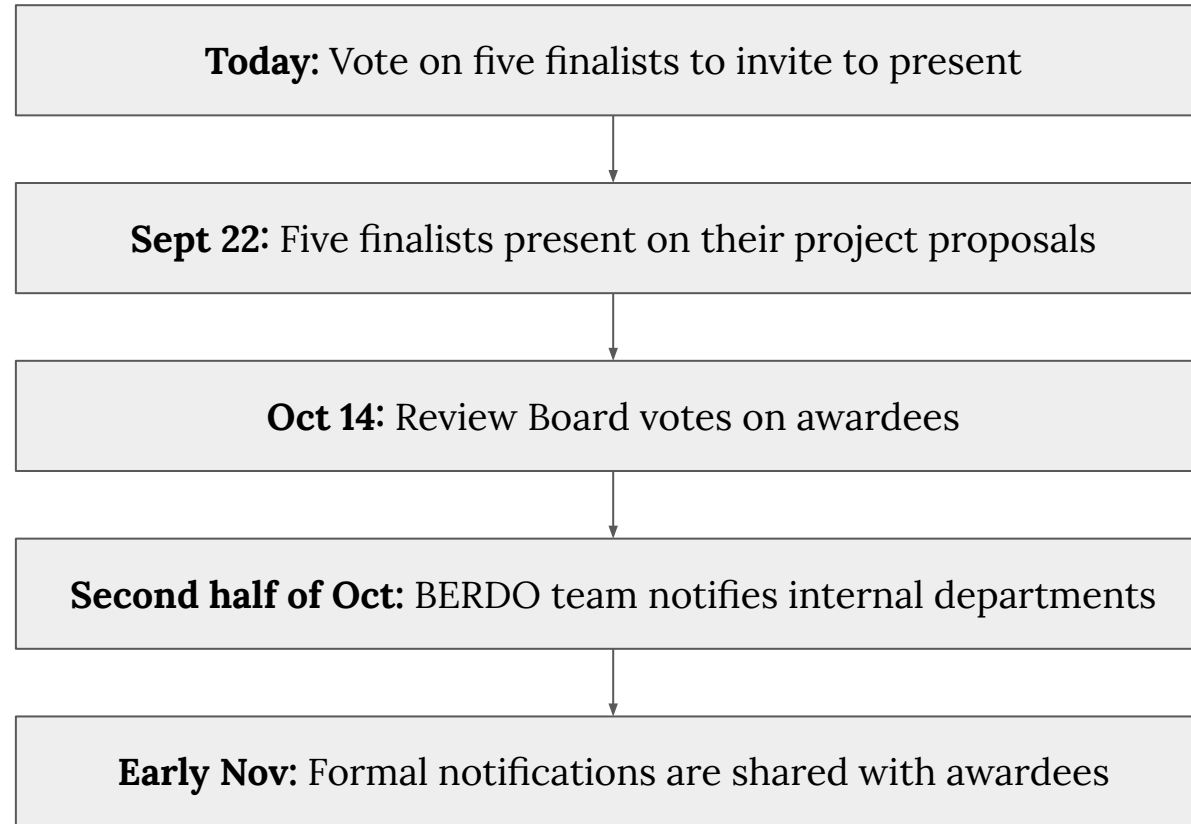 Today: Vote on five finalists to invite to present
Sept 22: Five finalists present on their project proposals
Oct 14: Review Board votes on awardees
Second half of Oct: BERDO team notifies internal departments
Early Nov: Formal notifications are shared with awardees